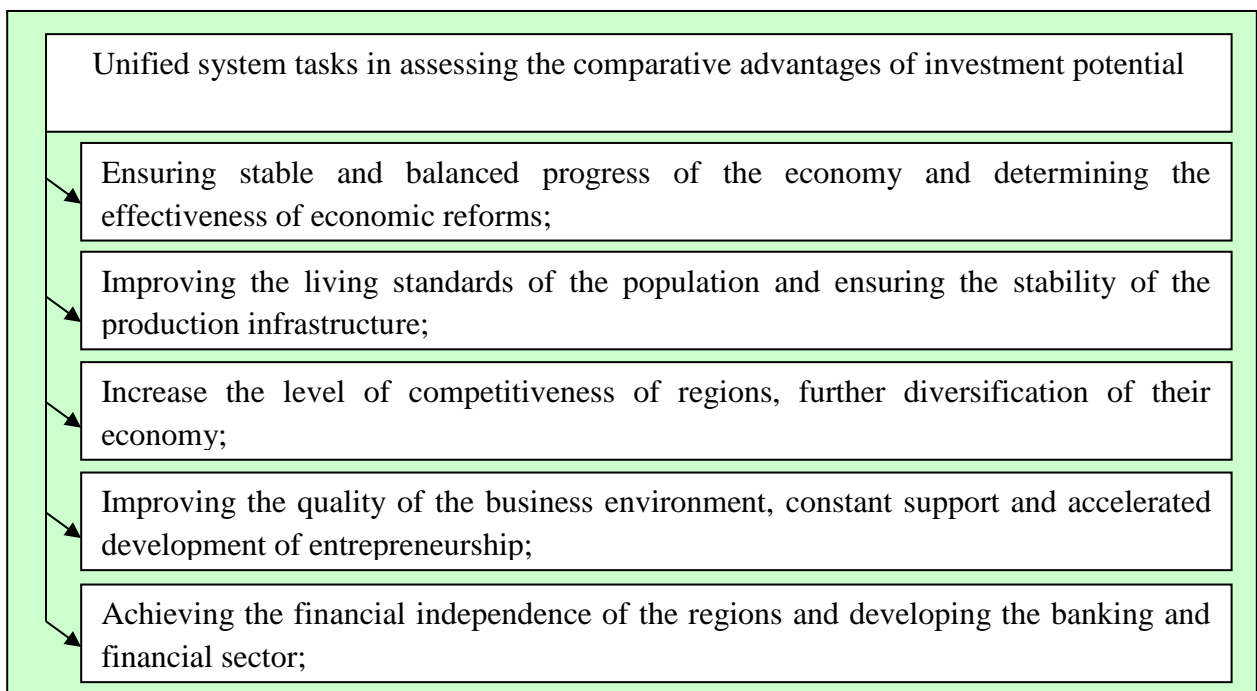 Unified system tasks in assessing the comparative advantages of investment potential
Ensuring stable and balanced progress of the economy and determining the
effectiveness of economic reforms;
Improving the living standards of the population and ensuring the stability of the
production infrastructure;
Increase the level of competitiveness of regions, further diversification of their
economy;
Improving the quality of the business environment, constant support and accelerated
development of entrepreneurship;
Achieving the financial independence of the regions and developing the banking and
financial sector;